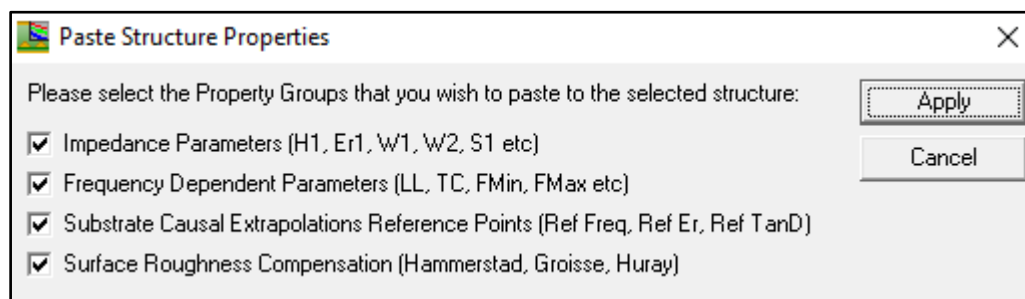 Paste Structure Properties
Please select the Property Groups that you wish to paste to the selected structure:
Apply
Impedance Parameters (H1, Er1, W1, W2, S1 etc)
Cancel
Frequency Dependent Parameters (LL, TC, FMin, FMax etc)
Substrate Causal Extrapolations Reference Points (Ref Freq, Ref Er, Ref TanD)
Surface Roughness Compensation (Hammerstad, Groisse, Huray)